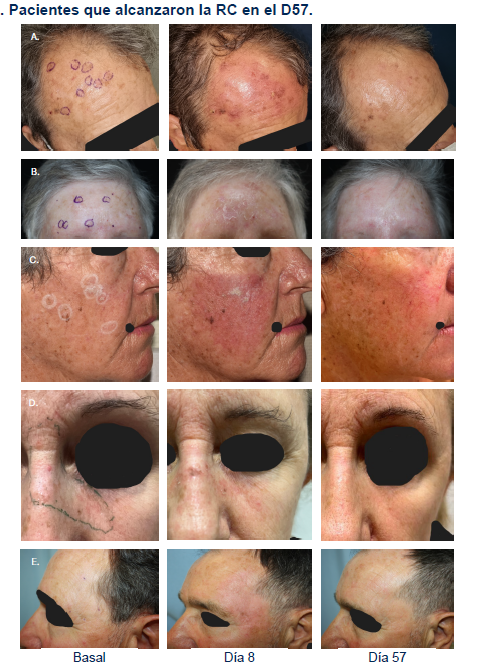 . Pacientes que alcanzaron la RC en el D57.
A.
B.
C.
D.
E.
Basal Día 8 Día 57